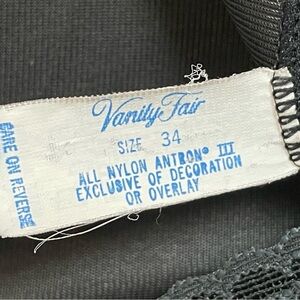 Vanity Fair
SIZE 34
ALL NYLON ANTRON® III
EXCLUSIVE OF DECORATION
OR OVERLAY
CARE ON REVERSE